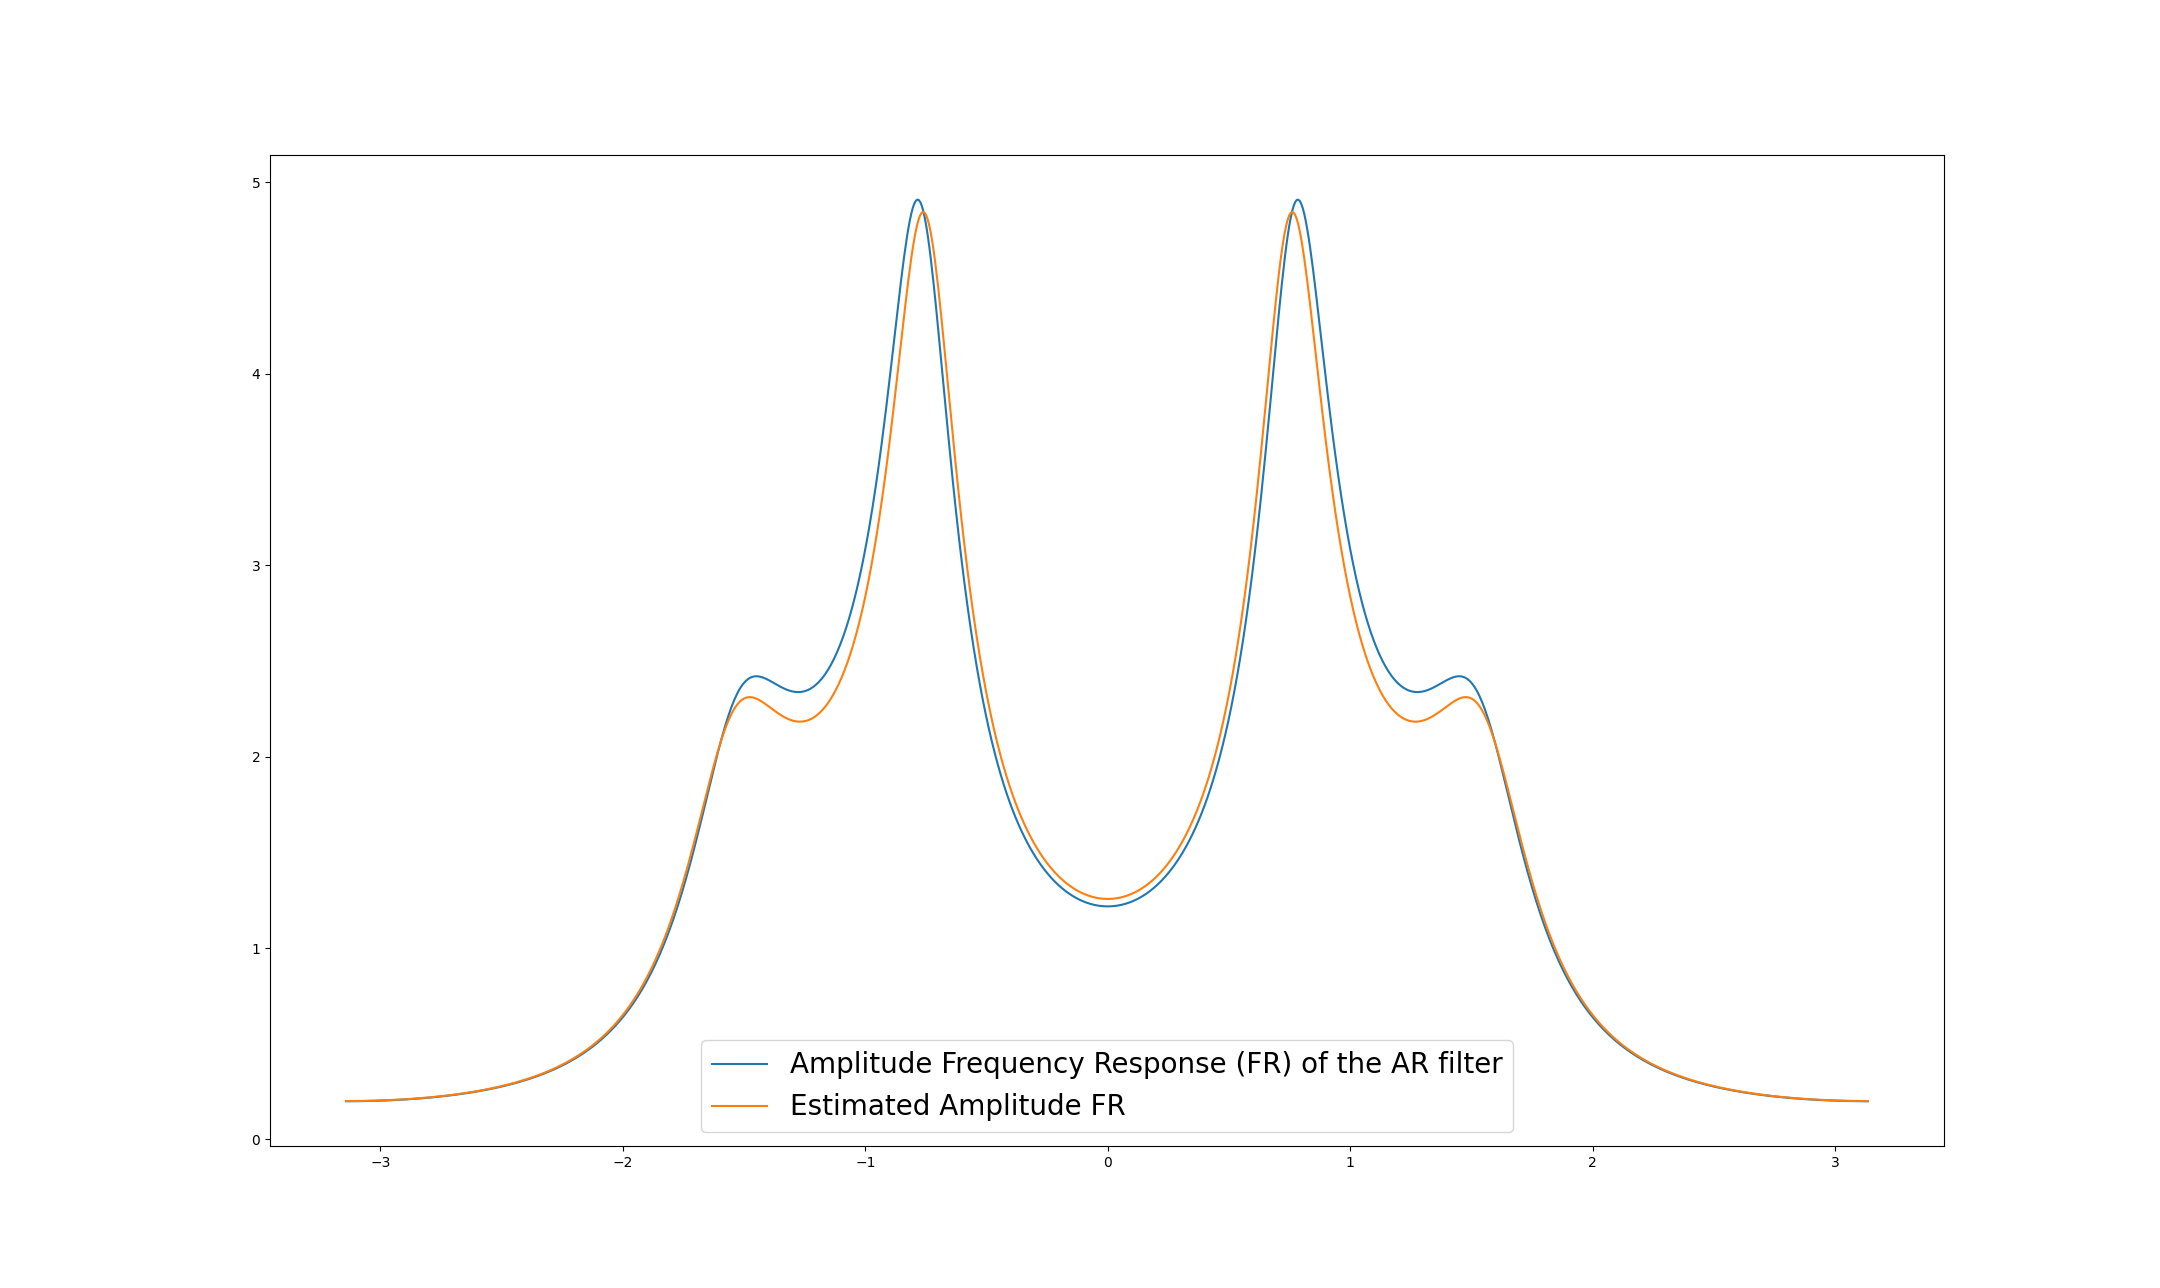 5
4
3
2
1
0
−3 −2 −1 0 1 2 3
Amplitude Frequency Response (FR) of the AR filter
Estimated Amplitude FR